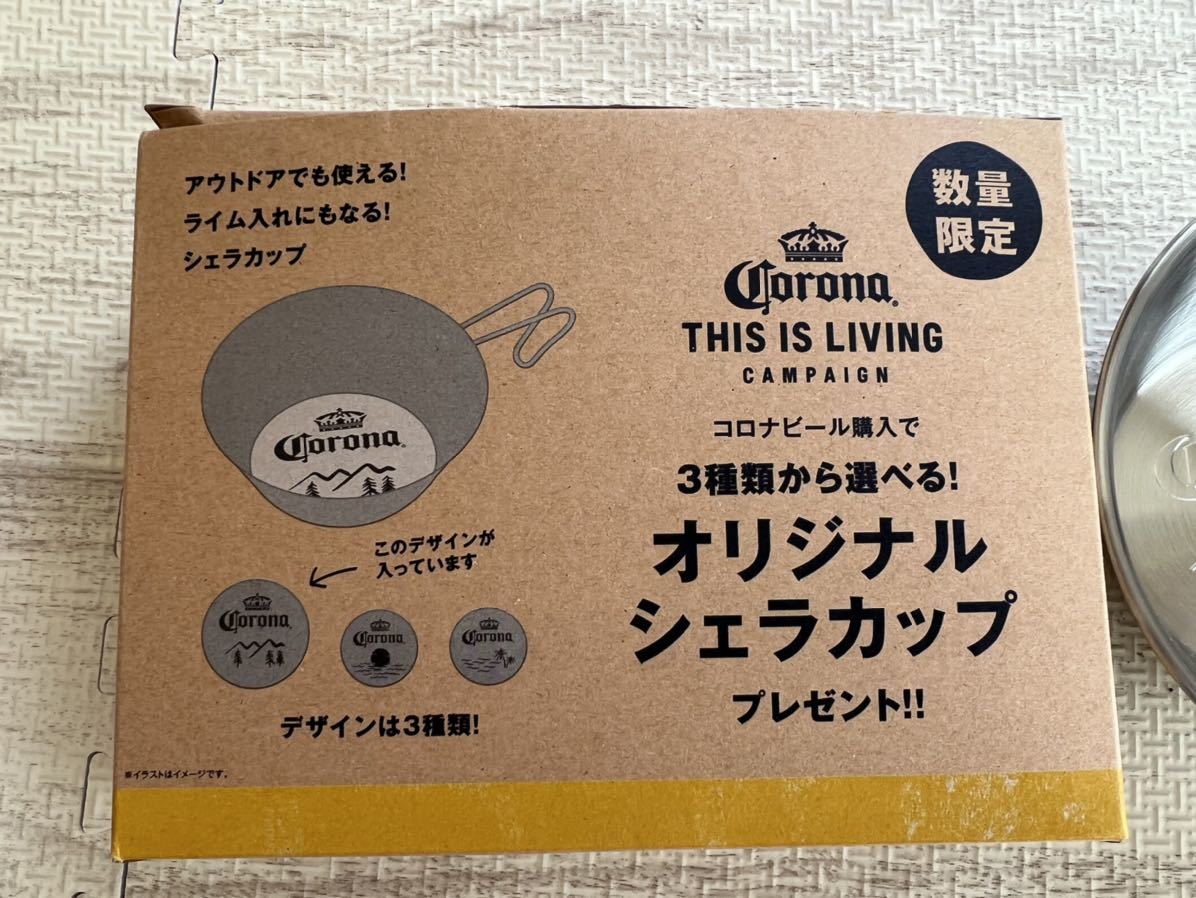 アウトドアでも使える!
ライム入れにもなる!
シェラカップ
Corona
このデザインが
入っています
Corona
Corona
Corona
デザインは3種類!
※イラストはイメージです。
数量
限定
Corona
THIS IS LIVING
CAMPAIGN
コロナビール購入で
3種類から選べる!
オリジナル
シェラカップ
プレゼント!!